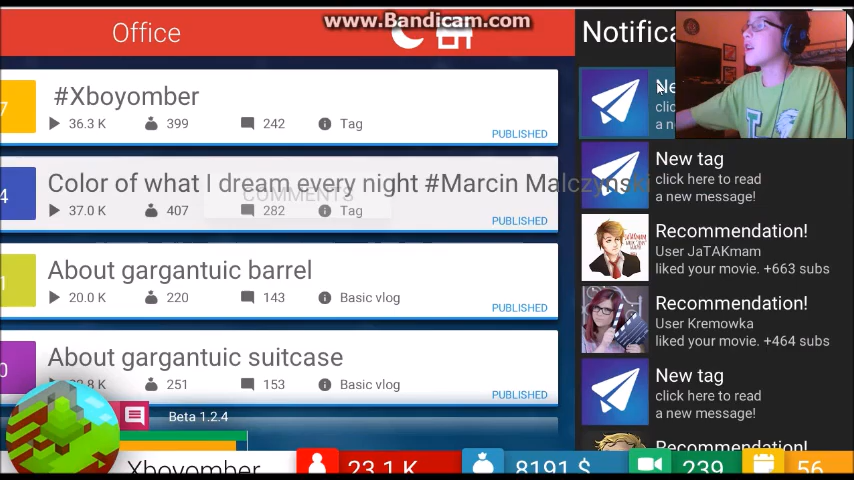 www.Bandicam.com
Office
#Xboyomber
36.3 K 399 242 Tag
PUBLISHED
Color of what I dream every night #Marcin Malczynski
COMMENTS
37.0 K 407 282 Tag
PUBLISHED
About gargantuic barrel
20.0 K 220 143 Basic vlog
PUBLISHED
About gargantuic suitcase
251 153 Basic vlog
PUBLISHED
Beta 1.2.4
Xboyomber
23.1 K
8191 $
239
56
New tag
click here to read
a new message!
Recommendation!
User JaTAKmam
liked your movie. +663 subs
Recommendation!
User Kremowka
liked your movie. +464 subs
New tag
click here to read
a new message!
Recommendation!